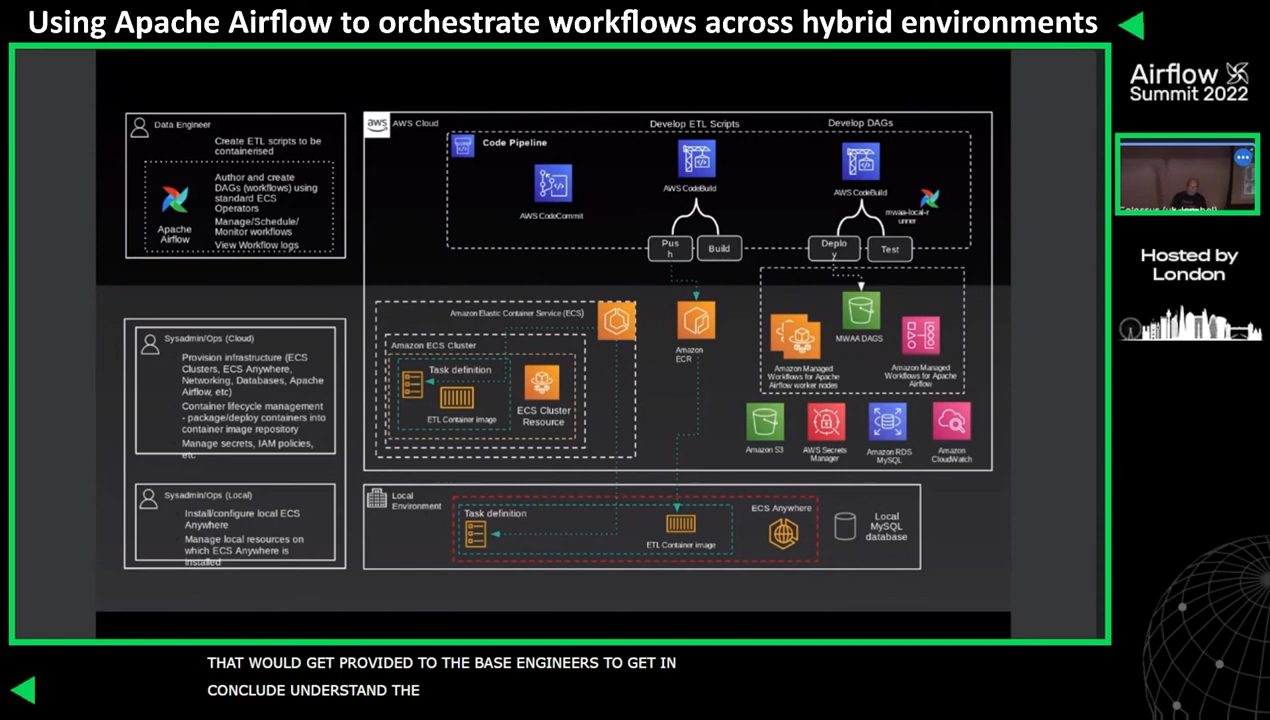 Using Apache Airflow to orchestrate workflows across hybrid environments
Airflow
Summit 2022
Hosted by
London
Data Engineer
Create ETL scripts to be
containerised
Author and create
DAGs (workflows) using
standard ECS
Operators
Manage/Schedule/
Monitor workflows
View Workflow logs
Apache
Airflow
Sysadmin/Ops (Cloud)
Provision infrastructure (ECS
Clusters, ECS Anywhere,
Networking, Databases, Apache
Airflow, etc)
Container lifecycle management
- package/deploy containers into
container image repository
Manage secrets, IAM policies,
etc
Sysadmin/Ops (Local)
Install/configure local ECS
Anywhere
Manage local resources on
which ECS Anywhere is
installed
aws
AWS Cloud
Develop ETL Scripts
Develop DAGs
Code Pipeline
AWS CodeCommit
AWS CodeBuild
AWS CodeBuild
mwaa-local-r
unner
Pus
h
Build
Deplo
y
Test
Amazon Elastic Container Service (ECS)
Amazon ECS Cluster
Task definition
ETL Container image
ECS Cluster
Resource
Amazon
ECR
MWAA DAGS
Amazon Managed
Workflows for Apache
Airflow worker nodes
Amazon Managed
Workflows for Apache
Airflow
Amazon S3
AWS Secrets
Manager
Amazon RDS
MySQL
Amazon
CloudWatch
Local
Environment
Task definition
ETL Container image
ECS Anywhere
Local
MySQL
database
THAT WOULD GET PROVIDED TO THE BASE ENGINEERS TO GET IN
CONCLUDE UNDERSTAND THE